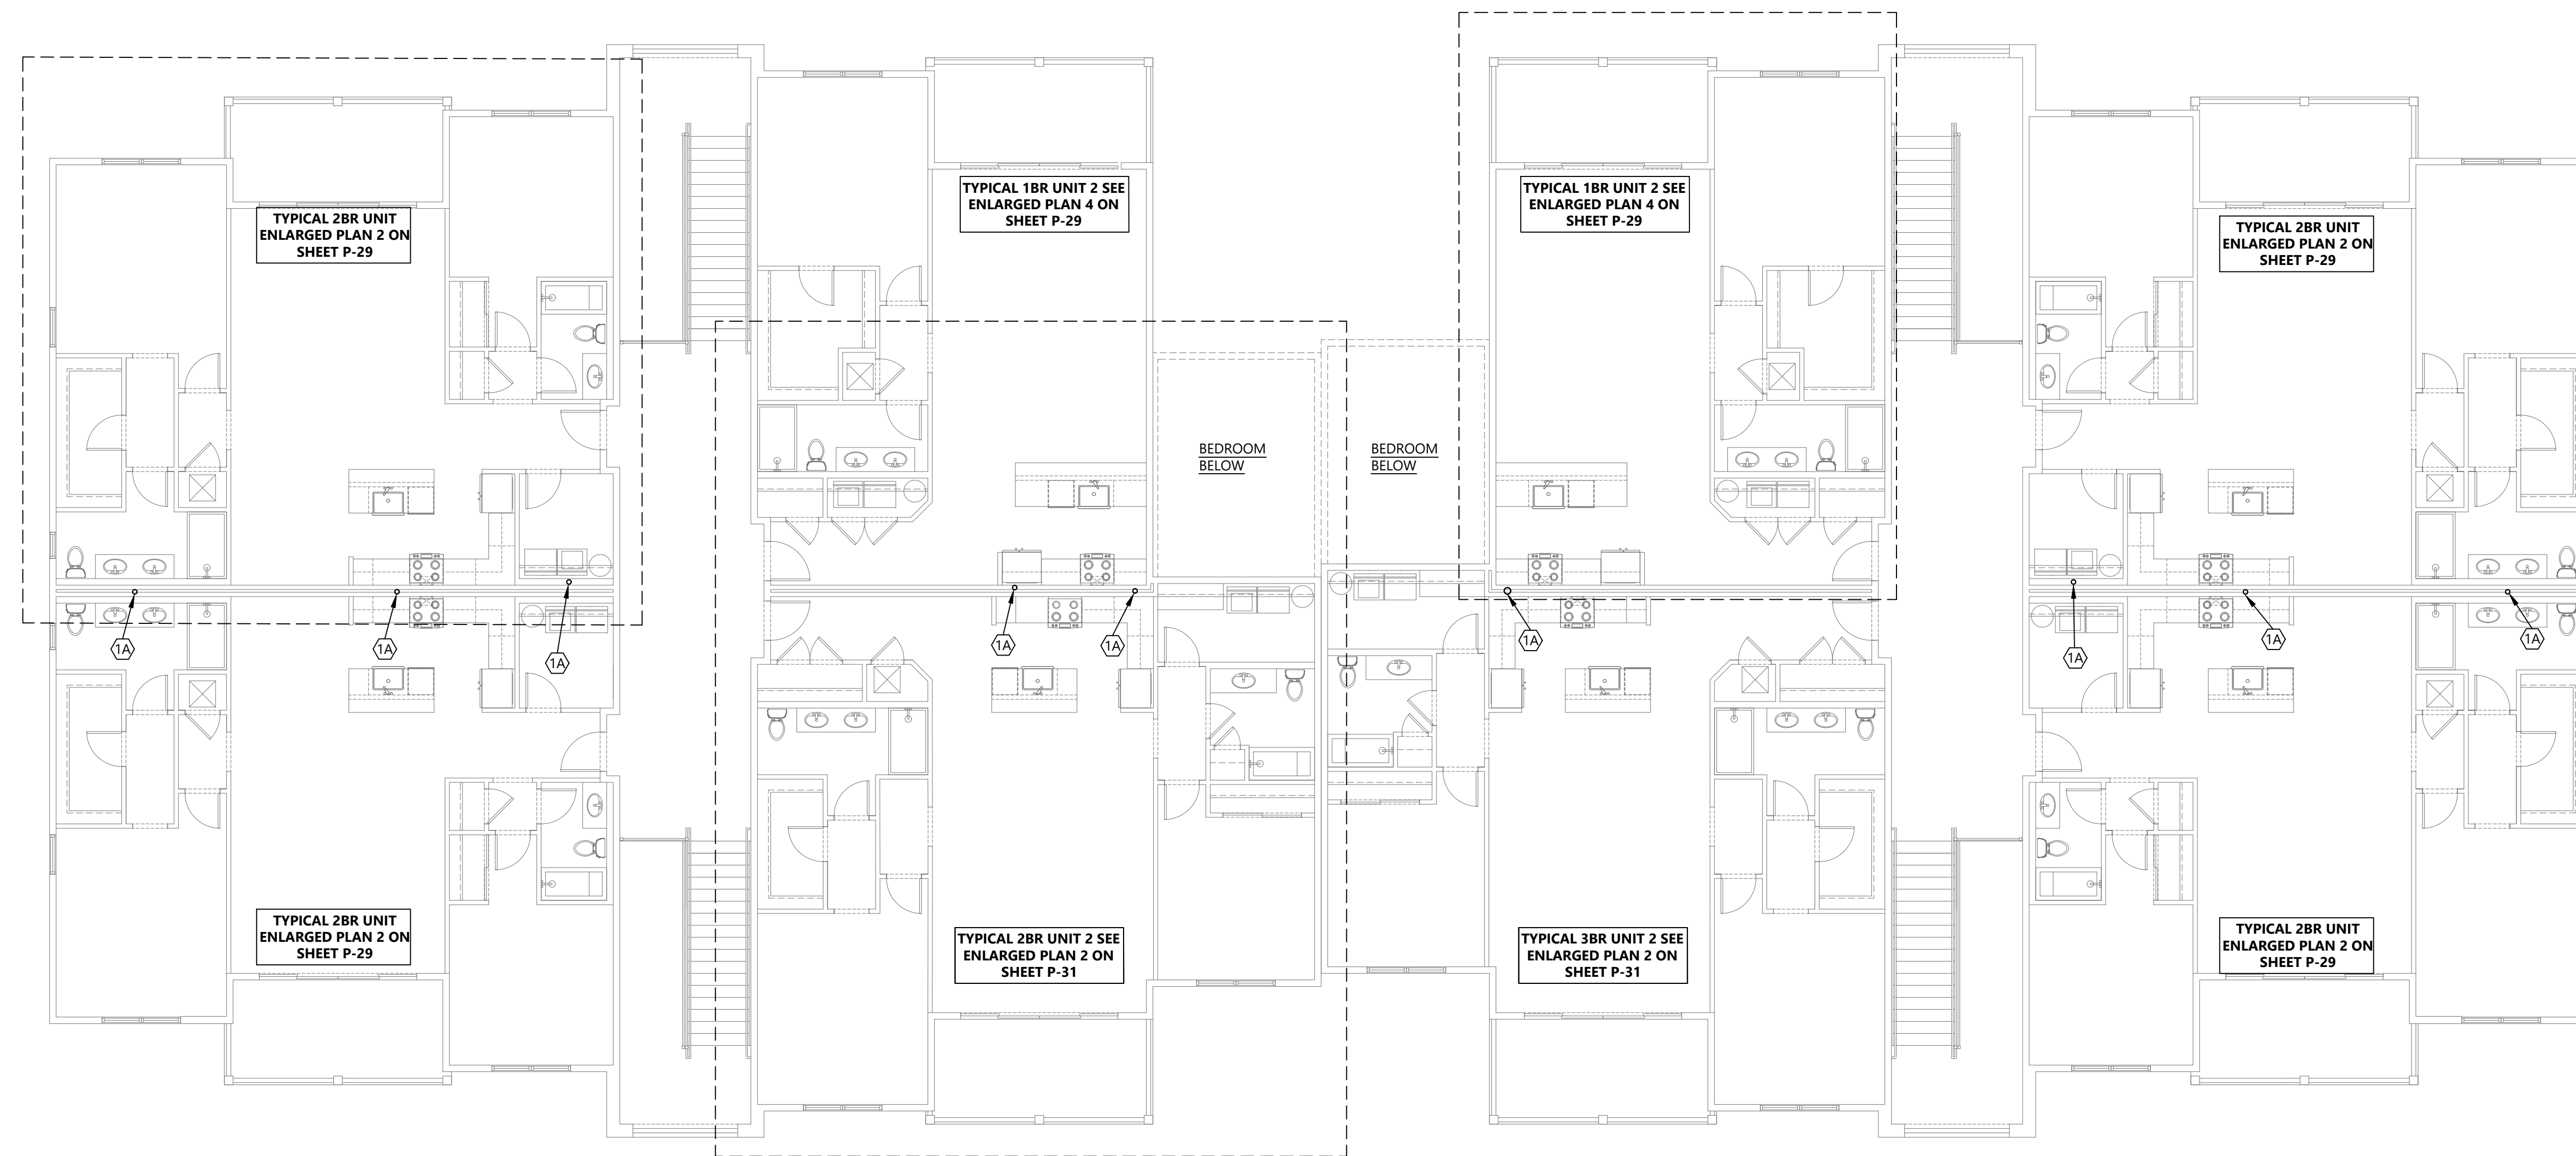 TYPICAL 1BR UNIT 2 SEE
ENLARGED PLAN 4 ON
SHEET P-29
TYPICAL 1BR UNIT 2 SEE
ENLARGED PLAN 4 ON
SHEET P-29
TYPICAL 2BR UNIT
ENLARGED PLAN 2 ON
SHEET P-29
TYPICAL 2BR UNIT
ENLARGED PLAN 2 ON
SHEET P-29
BEDROOM
BELOW
BEDROOM
BELOW
1A
1A
1A
1A
1A
1A
1A
1A
1A
TYPICAL 2BR UNIT
ENLARGED PLAN 2 ON
SHEET P-29
TYPICAL 2BR UNIT 2 SEE
ENLARGED PLAN 2 ON
SHEET P-31
TYPICAL 3BR UNIT 2 SEE
ENLARGED PLAN 2 ON
SHEET P-31
TYPICAL 2BR UNIT
ENLARGED PLAN 2 ON
SHEET P-29